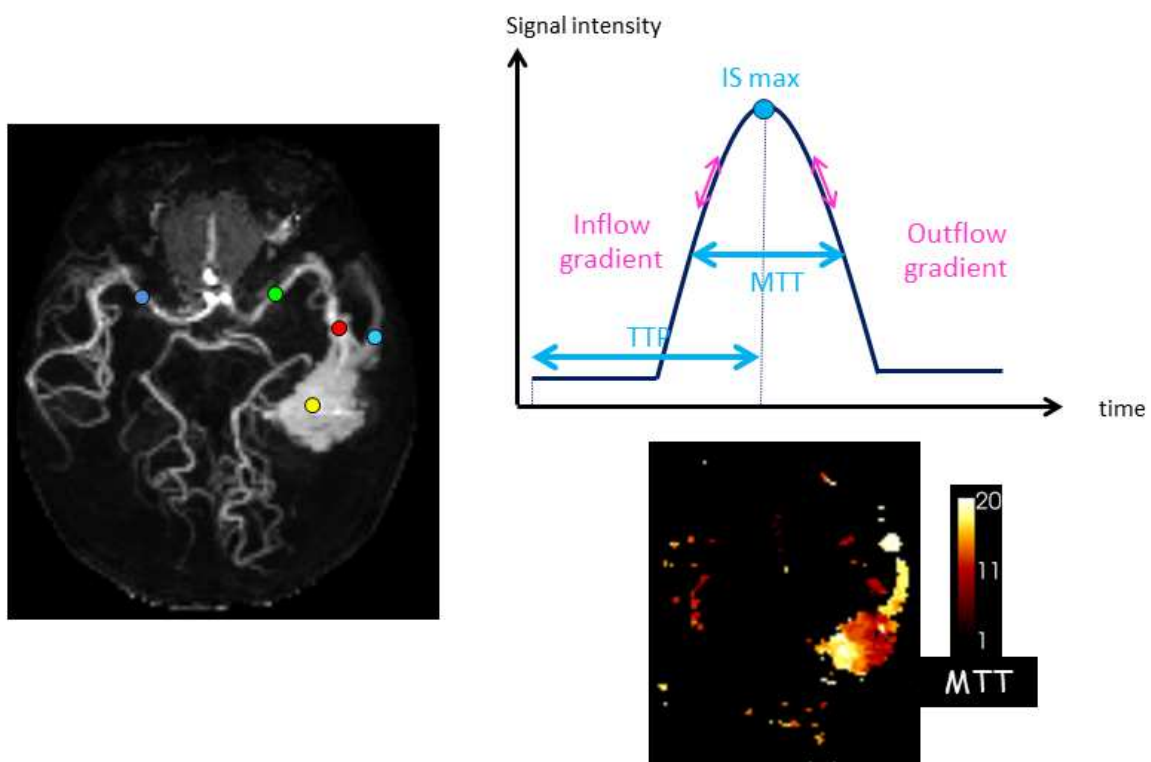 Signal intensity
IS max
Inflow
gradient
Outflow
gradient
MTT
TTP
time
20
11
1
MTT